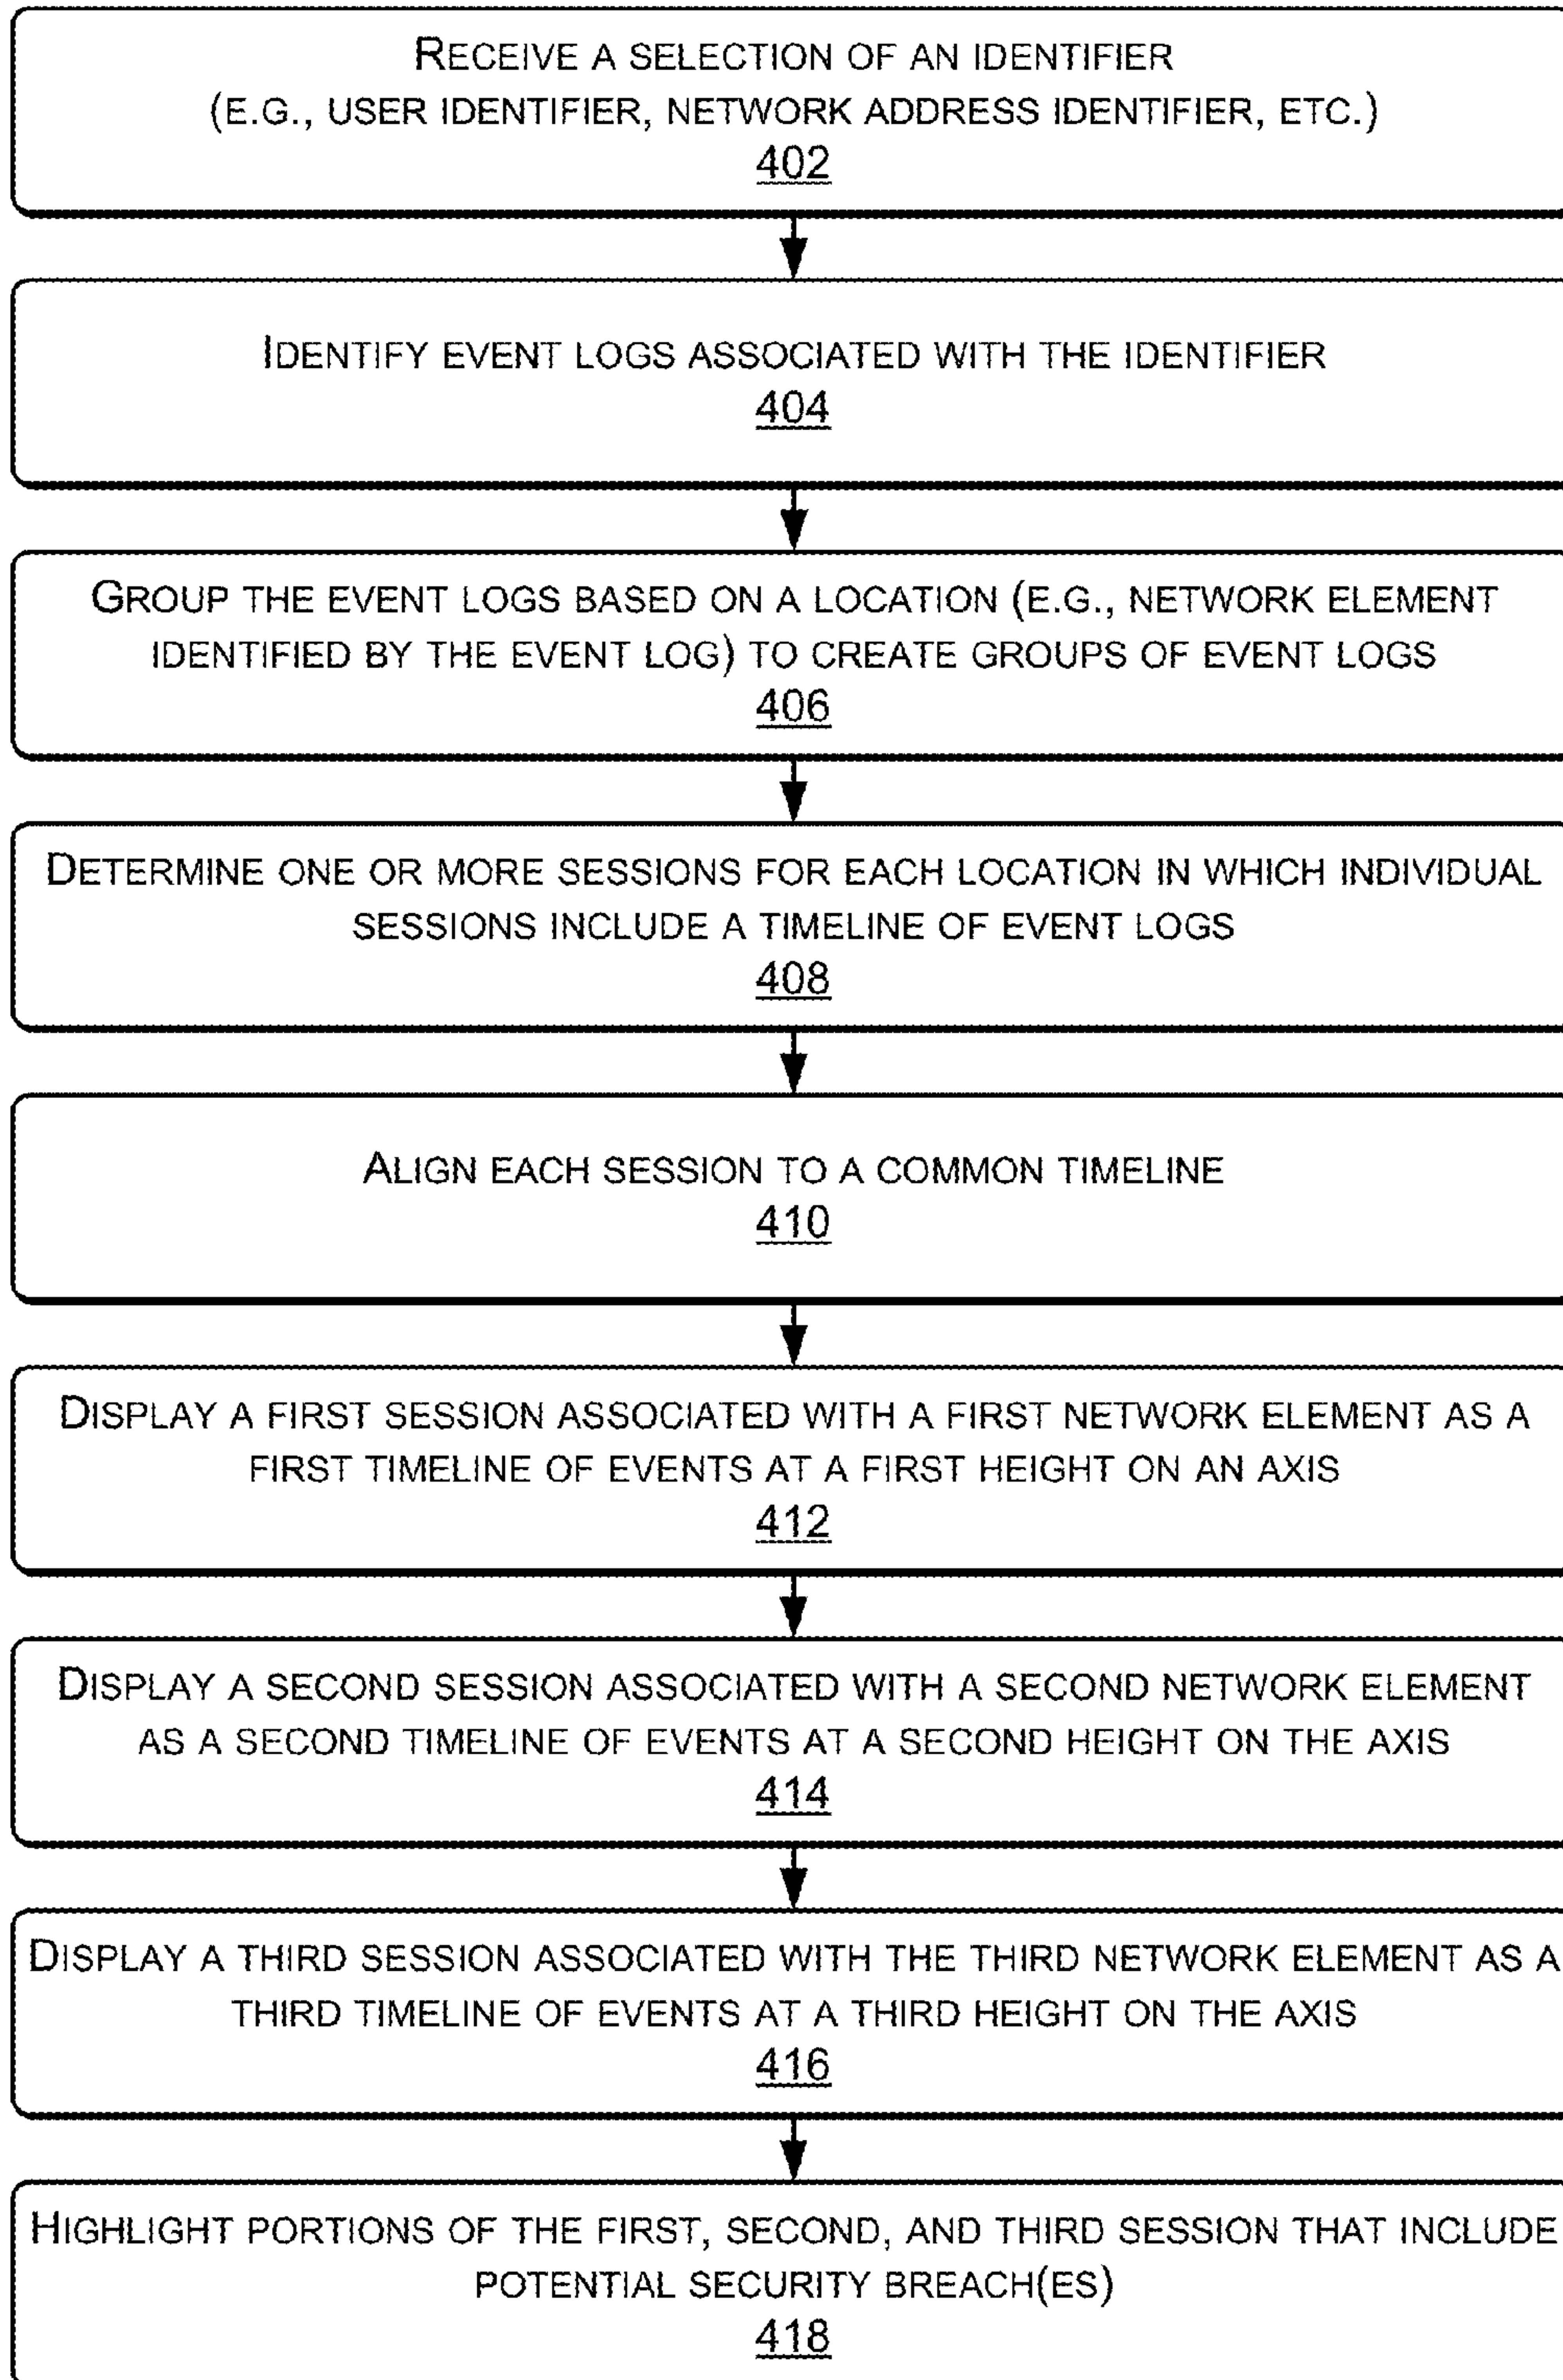 RECEIVE A SELECTION OF AN IDENTIFIER
(E.G., USER IDENTIFIER, NETWORK ADDRESS IDENTIFIER, ETC.)
402
IDENTIFY EVENT LOGS ASSOCIATED WITH THE IDENTIFIER
404
GROUP THE EVENT LOGS BASED ON A LOCATION (E.G., NETWORK ELEMENT
IDENTIFIED BY THE EVENT LOG) TO CREATE GROUPS OF EVENT LOGS
406
DETERMINE ONE OR MORE SESSIONS FOR EACH LOCATION IN WHICH INDIVIDUAL
SESSIONS INCLUDE A TIMELINE OF EVENT LOGS
408
ALIGN EACH SESSION TO A COMMON TIMELINE
410
DISPLAY A FIRST SESSION ASSOCIATED WITH A FIRST NETWORK ELEMENT AS A
FIRST TIMELINE OF EVENTS AT A FIRST HEIGHT ON AN AXIS
412
DISPLAY A SECOND SESSION ASSOCIATED WITH A SECOND NETWORK ELEMENT
AS A SECOND TIMELINE OF EVENTS AT A SECOND HEIGHT ON THE AXIS
414
DISPLAY A THIRD SESSION ASSOCIATED WITH THE THIRD NETWORK ELEMENT AS A
THIRD TIMELINE OF EVENTS AT A THIRD HEIGHT ON THE AXIS
416
HIGHLIGHT PORTIONS OF THE FIRST, SECOND, AND THIRD SESSION THAT INCLUDE
POTENTIAL SECURITY BREACH(ES)
418